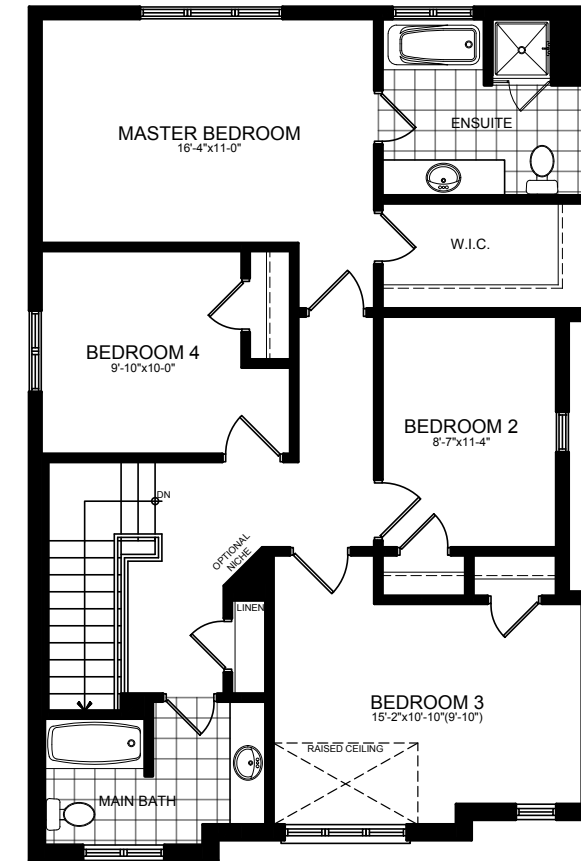 MASTER BEDROOM
16'-4"x11'-0"
ENSUITE
W.I.C.
BEDROOM 4
9'-10"x10'-0"
BEDROOM 2
8'-7"x11'-4"
DN
OPTIONAL
NICHE
LINEN
BEDROOM 3
15'-2"x10'-10"(9'-10")
RAISED CEILING
MAIN BATH